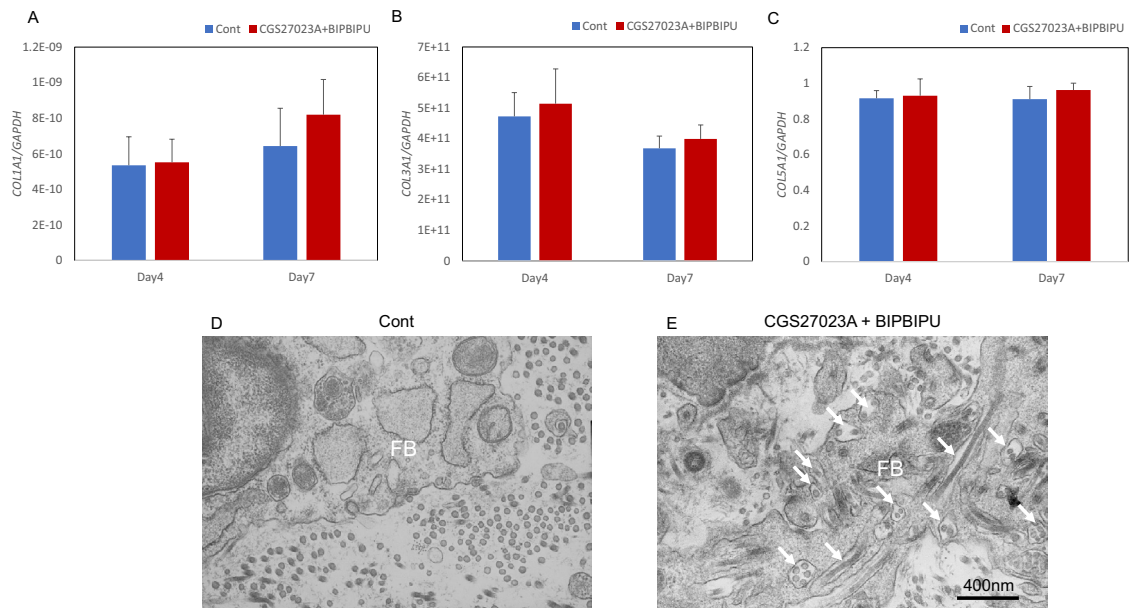 A
Cont CGS27023A+BIPBIPU
1.2E-09
1E-09
8E-10
6E-10
4E-10
2E-10
0
COL1A1/GAPDH
Day4 Day7
B
Cont CGS27023A+BIPBIPU
7E+11
6E+11
5E+11
4E+11
3E+11
2E+11
1E+11
0
COL3A1/GAPDH
Day4 Day7
C
Cont CGS27023A+BIPBIPU
1.2
1
0.8
0.6
0.4
0.2
0
COL5A1/GAPDH
Day4 Day7
D Cont
FB
E CGS27023A + BIPBIPU
FB
400nm